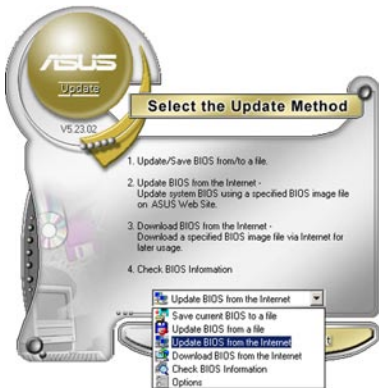 ASUS
Update
V5.23.02
Select the Update Method
1. Update/Save BIOS from/to a file.
2. Update BIOS from the Internet -
Update system BIOS using a specified BIOS image file
on ASUS Web Site.
3. Download BIOS from the Internet -
Download a specified BIOS image file via Internet for
later usage.
4. Check BIOS Information
Update BIOS from the Internet
Save current BIOS to a file
Update BIOS from a file
Update BIOS from the Internet
Download BIOS from the Internet
Check BIOS Information
Options